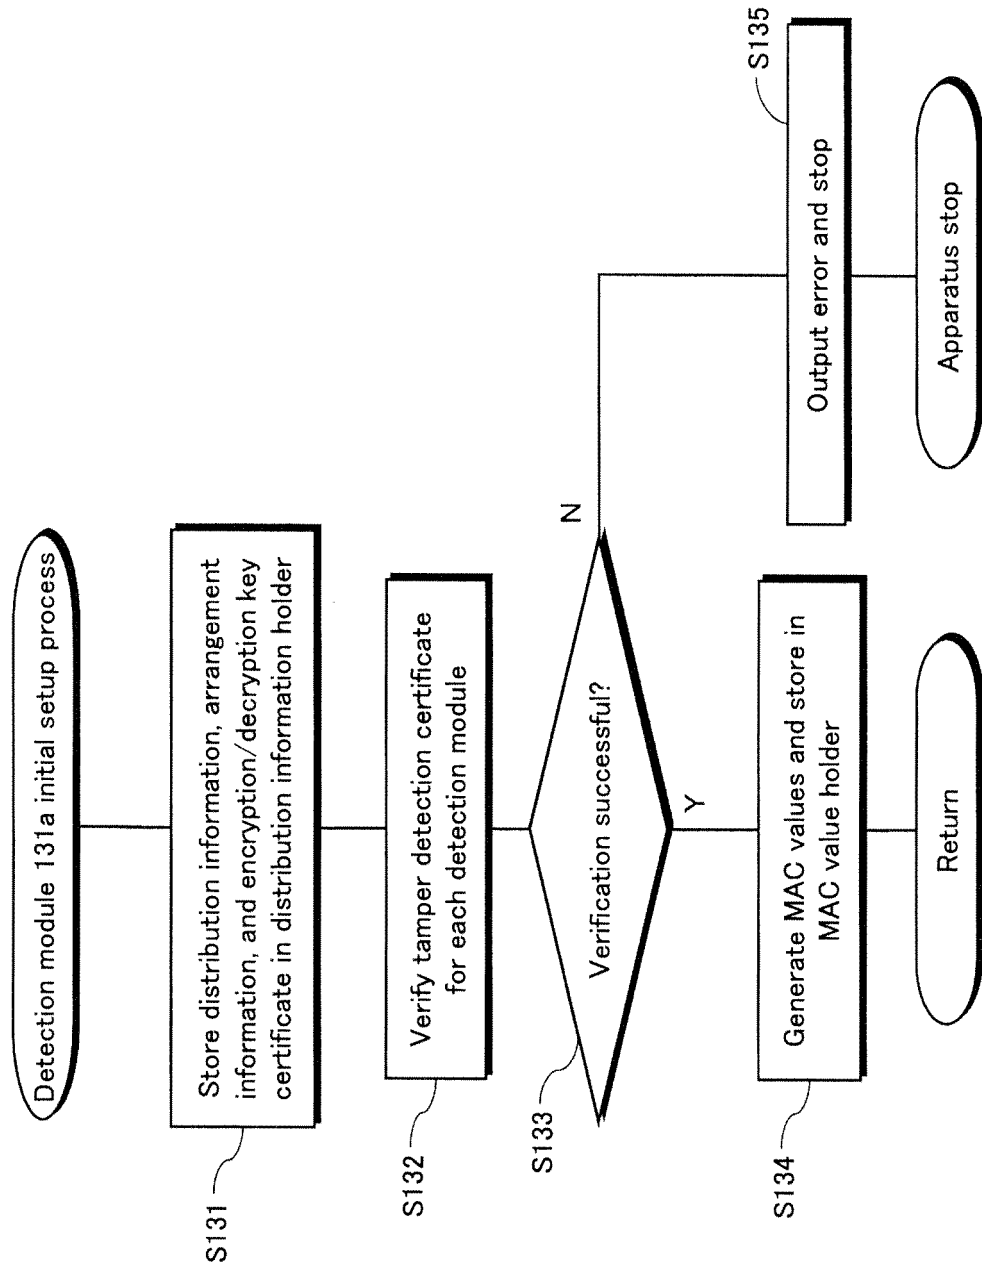 Detection module 131a initial setup process
S131
Store distribution information, arrangement
information, and encryption/decryption key
certificate in distribution information holder
S132
Verify tamper detection certificate
for each detection module
S133
Verification successful?
N
Y
S134
Generate MAC values and store in
MAC value holder
Return
S135
Output error and stop
Apparatus stop